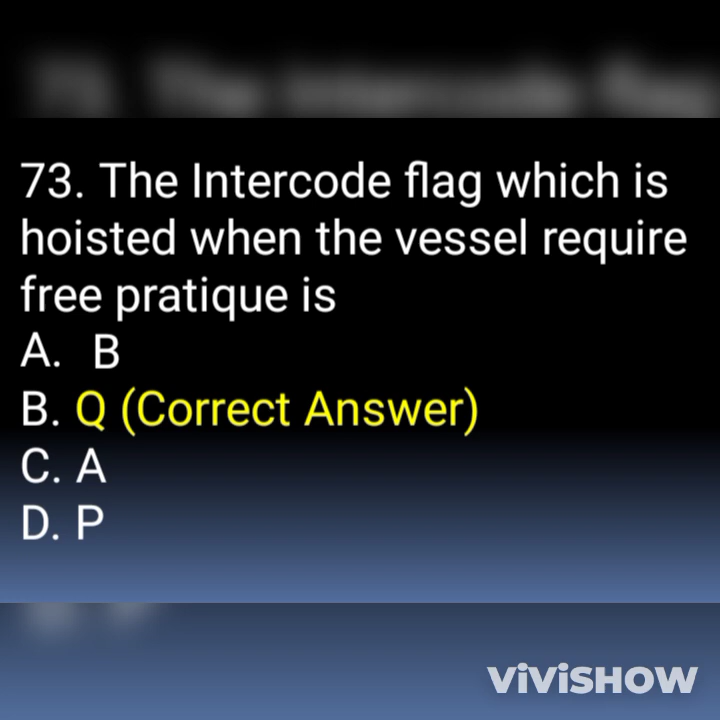 73. The Intercode flag which is
hoisted when the vessel require
free pratique is
A. B
B. Q (Correct Answer)
C. A
D. P
ViViSHOW